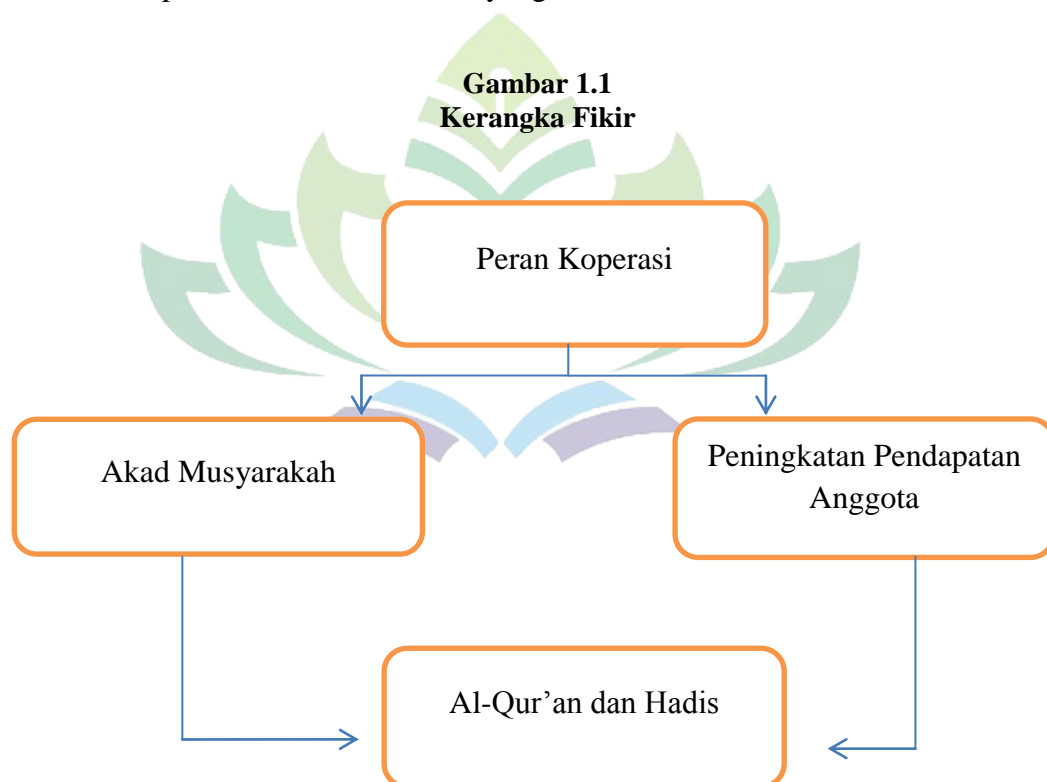 Gambar 1.1
Kerangka Fikir
Peran Koperasi
Akad Musyarakah
Peningkatan Pendapatan
Anggota
Al-Qur’an dan Hadis